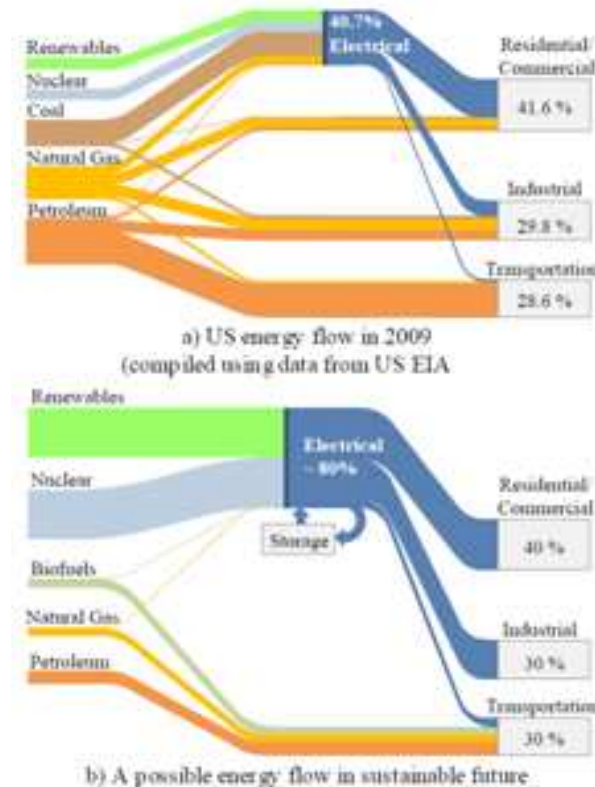 40.7%
Electrical
Renewables
Nuclear
Coal
Natural Gas
Petroleum
Residential/
Commercial
41.6 %
Industrial
29.8 %
Transportation
28.6 %
a) US energy flow in 2009
(compiled using data from US EIA
Renewables
Nuclear
Biofuels
Natural Gas
Petroleum
Electrical
~ 80%
Storage
Residential/
Commercial
40 %
Industrial
30 %
Transportation
30 %
b) A possible energy flow in sustainable future